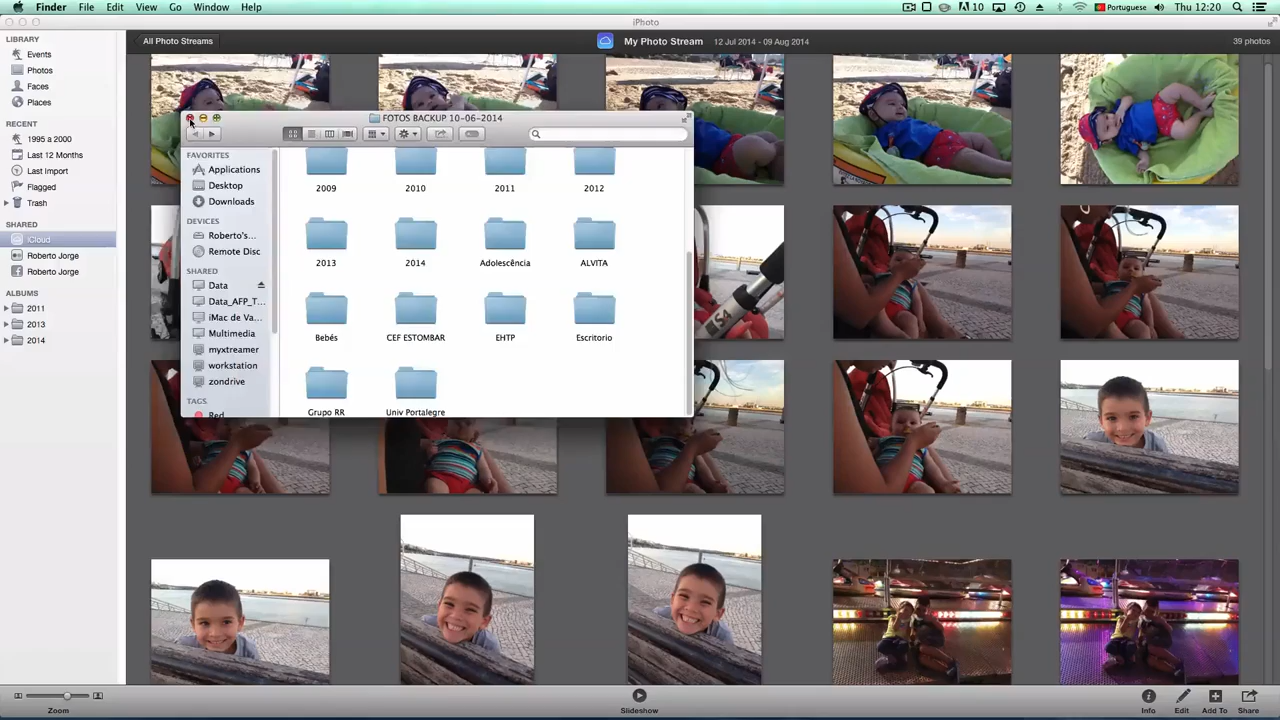 Finder File Edit View Go Window Help 10 Portuguese Thu 12:20
iPhoto
LIBRARY
Events
Photos
Faces
Places
RECENT
1995 a 2000
Last 12 Months
Last Import
Flagged
Trash
SHARED
iCloud
Roberto Jorge
Roberto Jorge
ALBUMS
2011
2013
2014
All Photo Streams My Photo Stream 12 Jul 2014 - 09 Aug 2014 39 photos
FOTOS BACKUP 10-06-2014
FAVORITES
Applications
Desktop
Downloads
DEVICES
Roberto's...
Remote Disc
SHARED
Data
Data_AFP_T...
iMac de Va...
Multimedia
myxtreamer
workstation
zondrive
TAGS
Red
2009 2010 2011 2012
2013 2014 Adolescência ALVITA
Bebés CEF ESTOMBAR EHTP Escritorio
Grupo RR Univ Portalegre
LS4
Zoom Slideshow Info Edit Add To Share